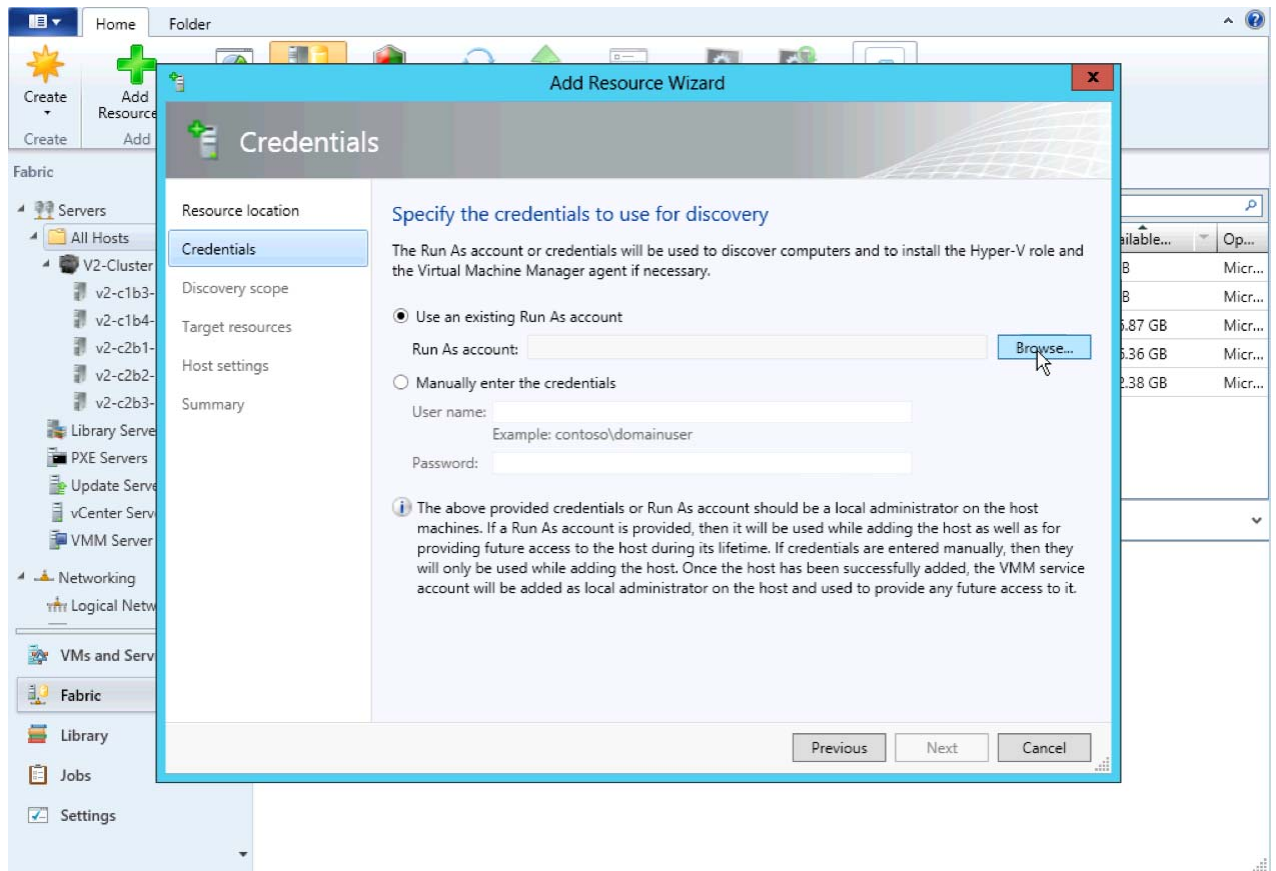 Home Folder
Create
Add
Resource
Create
Add
Fabric
Servers
All Hosts
V2-Cluster
v2-c1b3-
v2-c1b4-
v2-c2b1-
v2-c2b2-
v2-c2b3-
Library Serve
PXE Servers
Update Serve
vCenter Serv
VMM Server
Networking
Logical Netw
VMs and Servi
Fabric
Library
Jobs
Settings
Add Resource Wizard
Credentials
Resource location
Credentials
Discovery scope
Target resources
Host settings
Summary
Specify the credentials to use for discovery
The Run As account or credentials will be used to discover computers and to install the Hyper-V role and
the Virtual Machine Manager agent if necessary.
Use an existing Run As account
Run As account:
Browse...
Manually enter the credentials
User name:
Example: contoso\domainuser
Password:
The above provided credentials or Run As account should be a local administrator on the host
machines. If a Run As account is provided, then it will be used while adding the host as well as for
providing future access to the host during its lifetime. If credentials are entered manually, then they
will only be used while adding the host. Once the host has been successfully added, the VMM service
account will be added as local administrator on the host and used to provide any future access to it.
Previous Next Cancel
ailable... Op...
B Micr...
B Micr...
5.87 GB Micr...
6.36 GB Micr...
2.38 GB Micr...